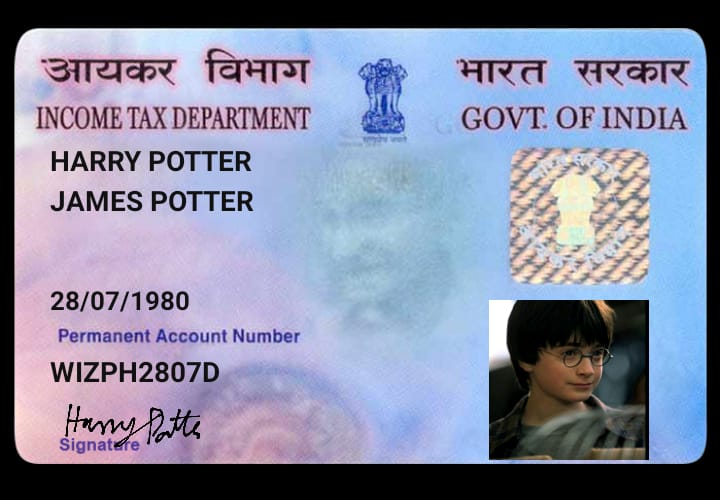 आयकर विभाग
भारत सरकार
INCOME TAX DEPARTMENT
GOVT. OF INDIA
HARRY POTTER
JAMES POTTER
28/07/1980
Permanent Account Number
WIZPH2807D
Harry Potter
Signature